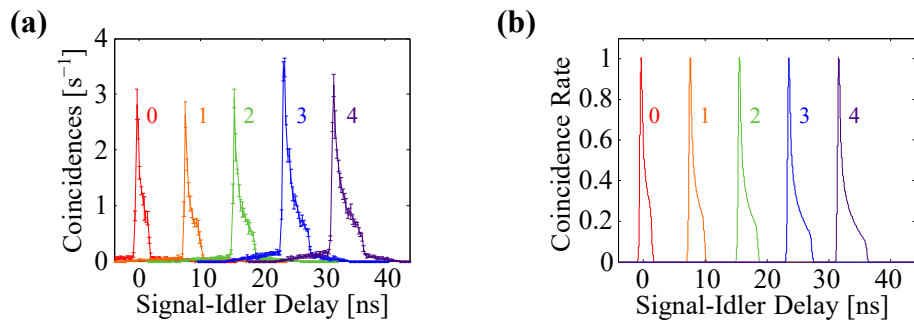 (a)
Coincidences [s⁻¹]
4
3
2
1
0
0 1 2 3 4
0 10 20 30 40
Signal-Idler Delay [ns]
(b)
Coincidence Rate
1
0.8
0.6
0.4
0.2
0
0 1 2 3 4
0 10 20 30 40
Signal-Idler Delay [ns]